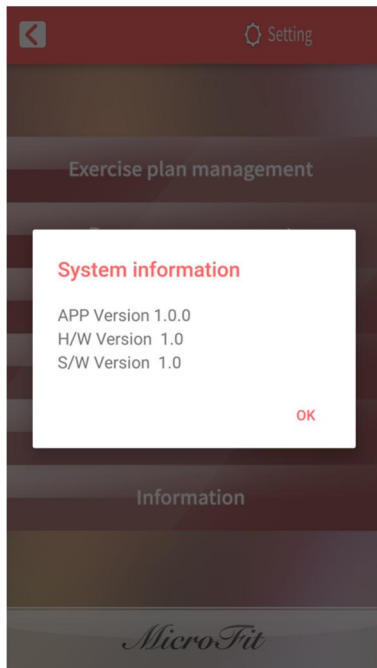 Setting
Exercise plan management
System information
APP Version 1.0.0
H/W Version 1.0
S/W Version 1.0
OK
Information
MicroFit